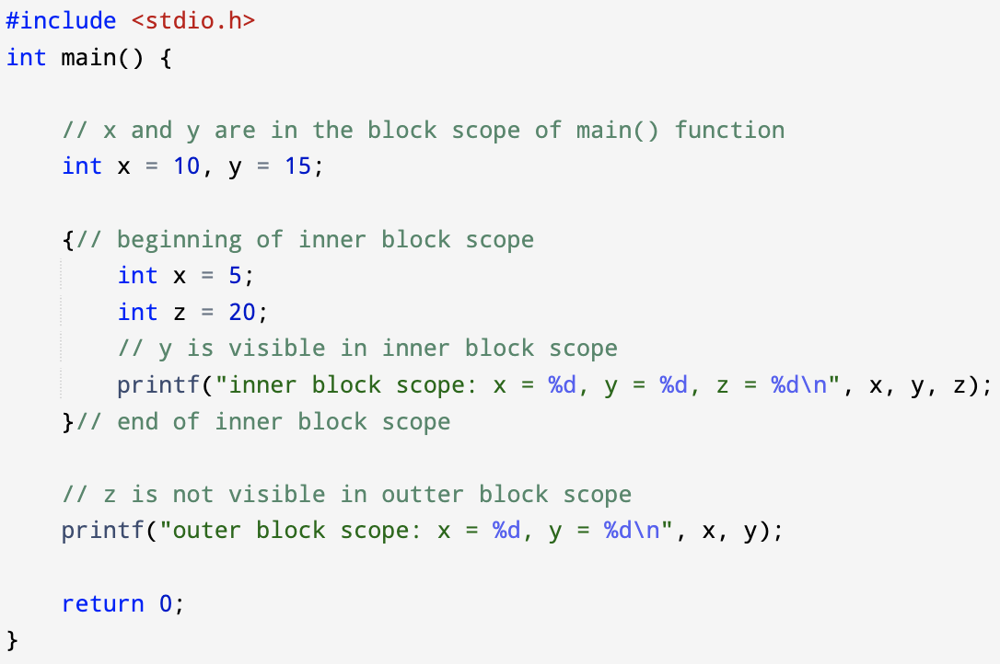 #include <stdio.h>
int main() {
    // x and y are in the block scope of main() function
    int x = 10, y = 15;
    {// beginning of inner block scope
        int x = 5;
        int z = 20;
        // y is visible in inner block scope
        printf("inner block scope: x = %d, y = %d, z = %d\n", x, y, z);
    }// end of inner block scope
    // z is not visible in outter block scope
    printf("outer block scope: x = %d, y = %d\n", x, y);
    return 0;
}